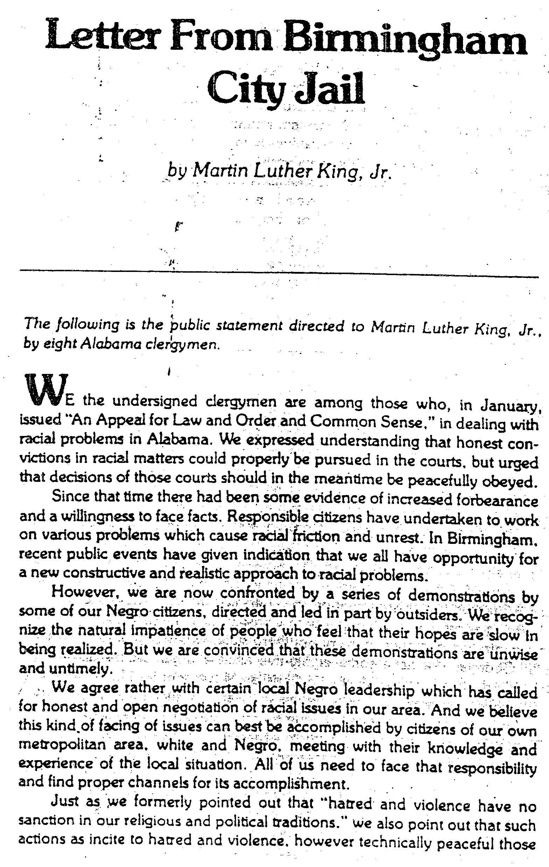 Letter From Birmingham
City Jail
by Martin Luther King, Jr.
The following is the public statement directed to Martin Luther King, Jr.,
by eight Alabama clergymen.
WE the undersigned clergymen are among those who, in January,
issued "An Appeal for Law and Order and Common Sense," in dealing with
racial problems in Alabama. We expressed understanding that honest con-
victions in racial matters could properly be pursued in the courts, but urged
that decisions of those courts should in the meantime be peacefully obeyed.
Since that time there had been some evidence of increased forbearance
and a willingness to face facts. Responsible citizens have undertaken to work
on various problems which cause racial friction and unrest. In Birmingham,
recent public events have given indication that we all have opportunity for
a new constructive and realistic approach to racial problems.
However, we are now confronted by a series of demonstrations by
some of our Negro citizens, directed and led in part by outsiders. We recog-
nize the natural impatience of people who feel that their hopes are slow in
being realized. But we are convinced that these demonstrations are unwise
and untimely.
We agree rather with certain local Negro leadership which has called
for honest and open negotiation of racial issues in our area. And we believe
this kind of facing of issues can best be accomplished by citizens of our own
metropolitan area, white and Negro, meeting with their knowledge and
experience of the local situation. All of us need to face that responsibility
and find proper channels for its accomplishment.
Just as we formerly pointed out that "hatred and violence have no
sanction in our religious and political traditions." we also point out that such
actions as incite to hatred and violence, however technically peaceful those